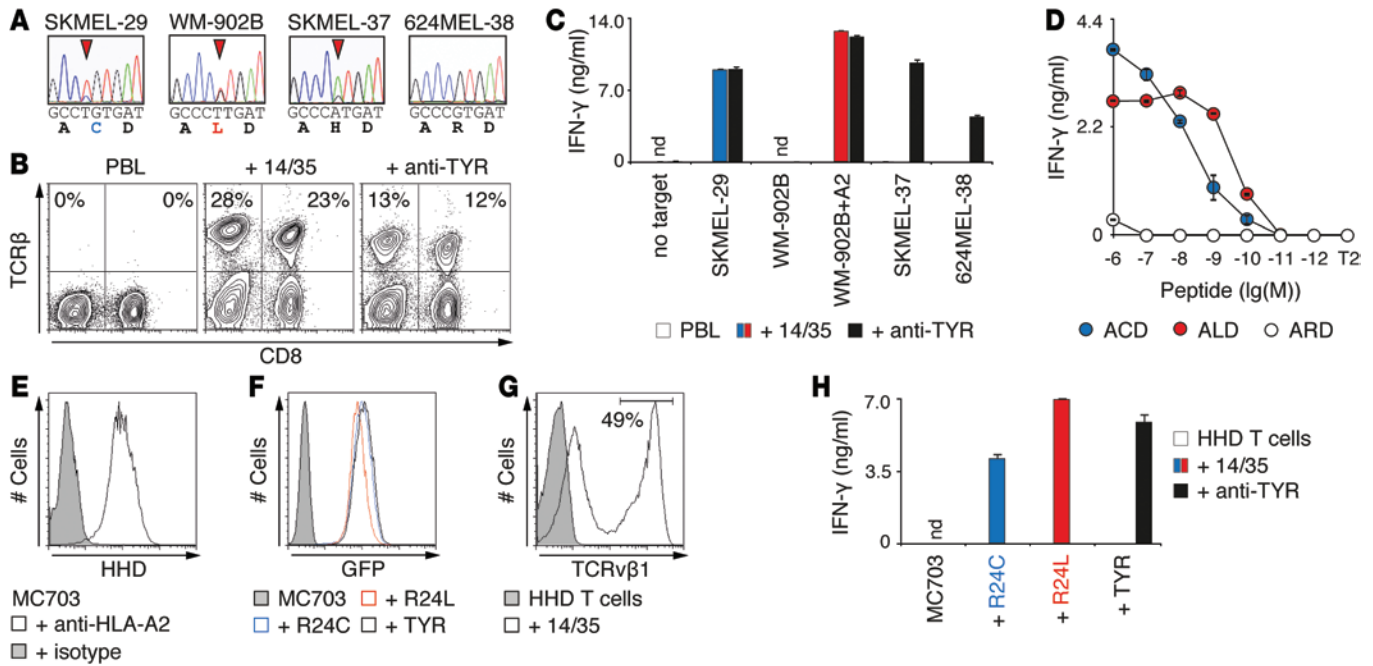 A
SKMEL-29 WM-902B SKMEL-37 624MEL-38
GCCTGTGAT GCCCTTGAT GCCCATGAT GCCCGTGAT
A C D A L D A H D A R D
B
PBL + 14/35 + anti-TYR
0% 0% 28% 23% 13% 12%
TCRβ
CD8
C
IFN-γ (ng/ml)
14.0
7.0
0
nd nd
no target
SKMEL-29
WM-902B
WM-902B+A2
SKMEL-37
624MEL-38
PBL + 14/35 + anti-TYR
D
IFN-γ (ng/ml)
4.4
2.2
0
-6 -7 -8 -9 -10 -11 -12 T2
Peptide (lg(M))
ACD ALD ARD
E
# Cells
HHD
MC703
+ anti-HLA-A2
+ isotype
F
# Cells
GFP
MC703 + R24L
+ R24C + TYR
G
49%
# Cells
TCRvβ1
HHD T cells
+ 14/35
H
IFN-γ (ng/ml)
7.0
3.5
0
nd
MC703
+ R24C
+ R24L
+ TYR
HHD T cells
+ 14/35
+ anti-TYR